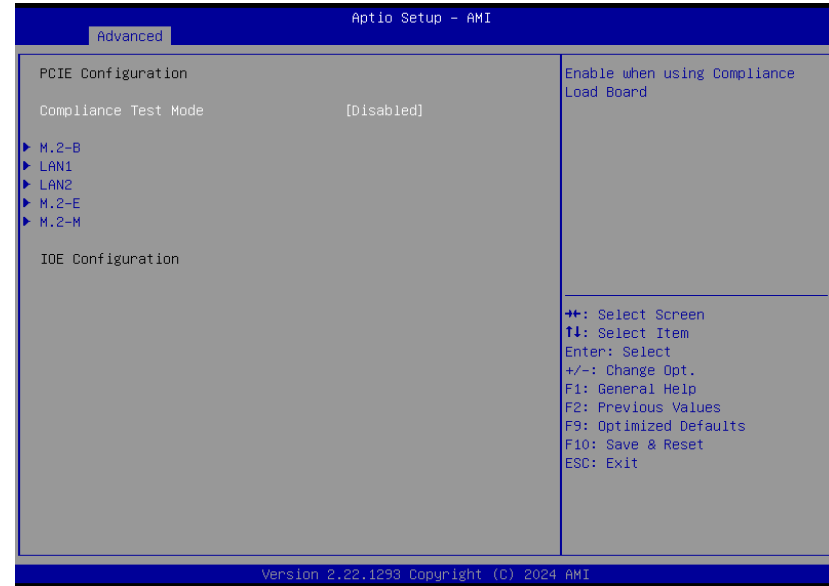 Aptio Setup – AMI
Advanced
PCIE Configuration
Compliance Test Mode [Disabled]
M.2-B
LAN1
LAN2
M.2-E
M.2-M
IOE Configuration
Enable when using Compliance
Load Board
→←: Select Screen
↑↓: Select Item
Enter: Select
+/-: Change Opt.
F1: General Help
F2: Previous Values
F9: Optimized Defaults
F10: Save & Reset
ESC: Exit
Version 2.22.1293 Copyright (C) 2024 AMI